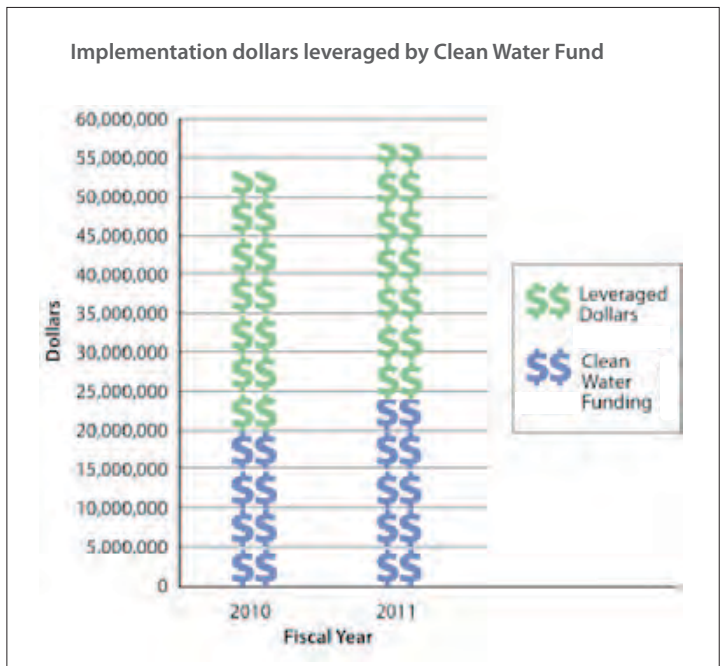 Implementation dollars leveraged by Clean Water Fund
60,000,000
55,000,000
50,000,000
45,000,000
40,000,000
35,000,000
30,000,000
25,000,000
20,000,000
15,000,000
10,000,000
5.000,000
0
Dollars
2010
2011
Fiscal Year
$$ Leveraged
Dollars
$$ Clean
Water
Funding